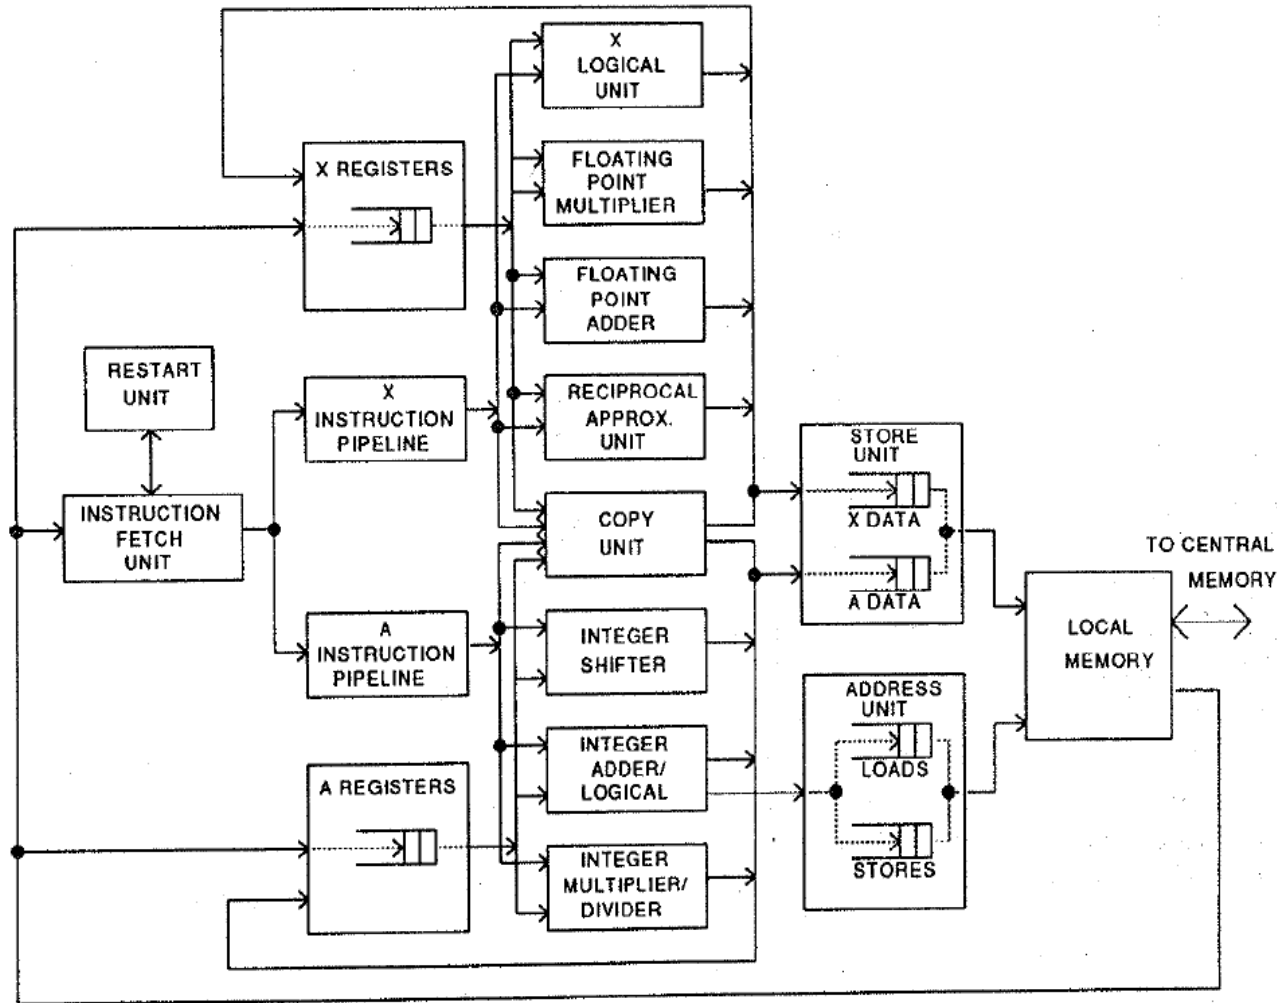 X
LOGICAL
UNIT
X REGISTERS
FLOATING
POINT
MULTIPLIER
FLOATING
POINT
ADDER
RESTART
UNIT
X
INSTRUCTION
PIPELINE
RECIPROCAL
APPROX.
UNIT
INSTRUCTION
FETCH
UNIT
COPY
UNIT
STORE
UNIT
X DATA
A DATA
TO CENTRAL
MEMORY
LOCAL
MEMORY
A
INSTRUCTION
PIPELINE
INTEGER
SHIFTER
ADDRESS
UNIT
LOADS
STORES
A REGISTERS
INTEGER
ADDER/
LOGICAL
INTEGER
MULTIPLIER/
DIVIDER